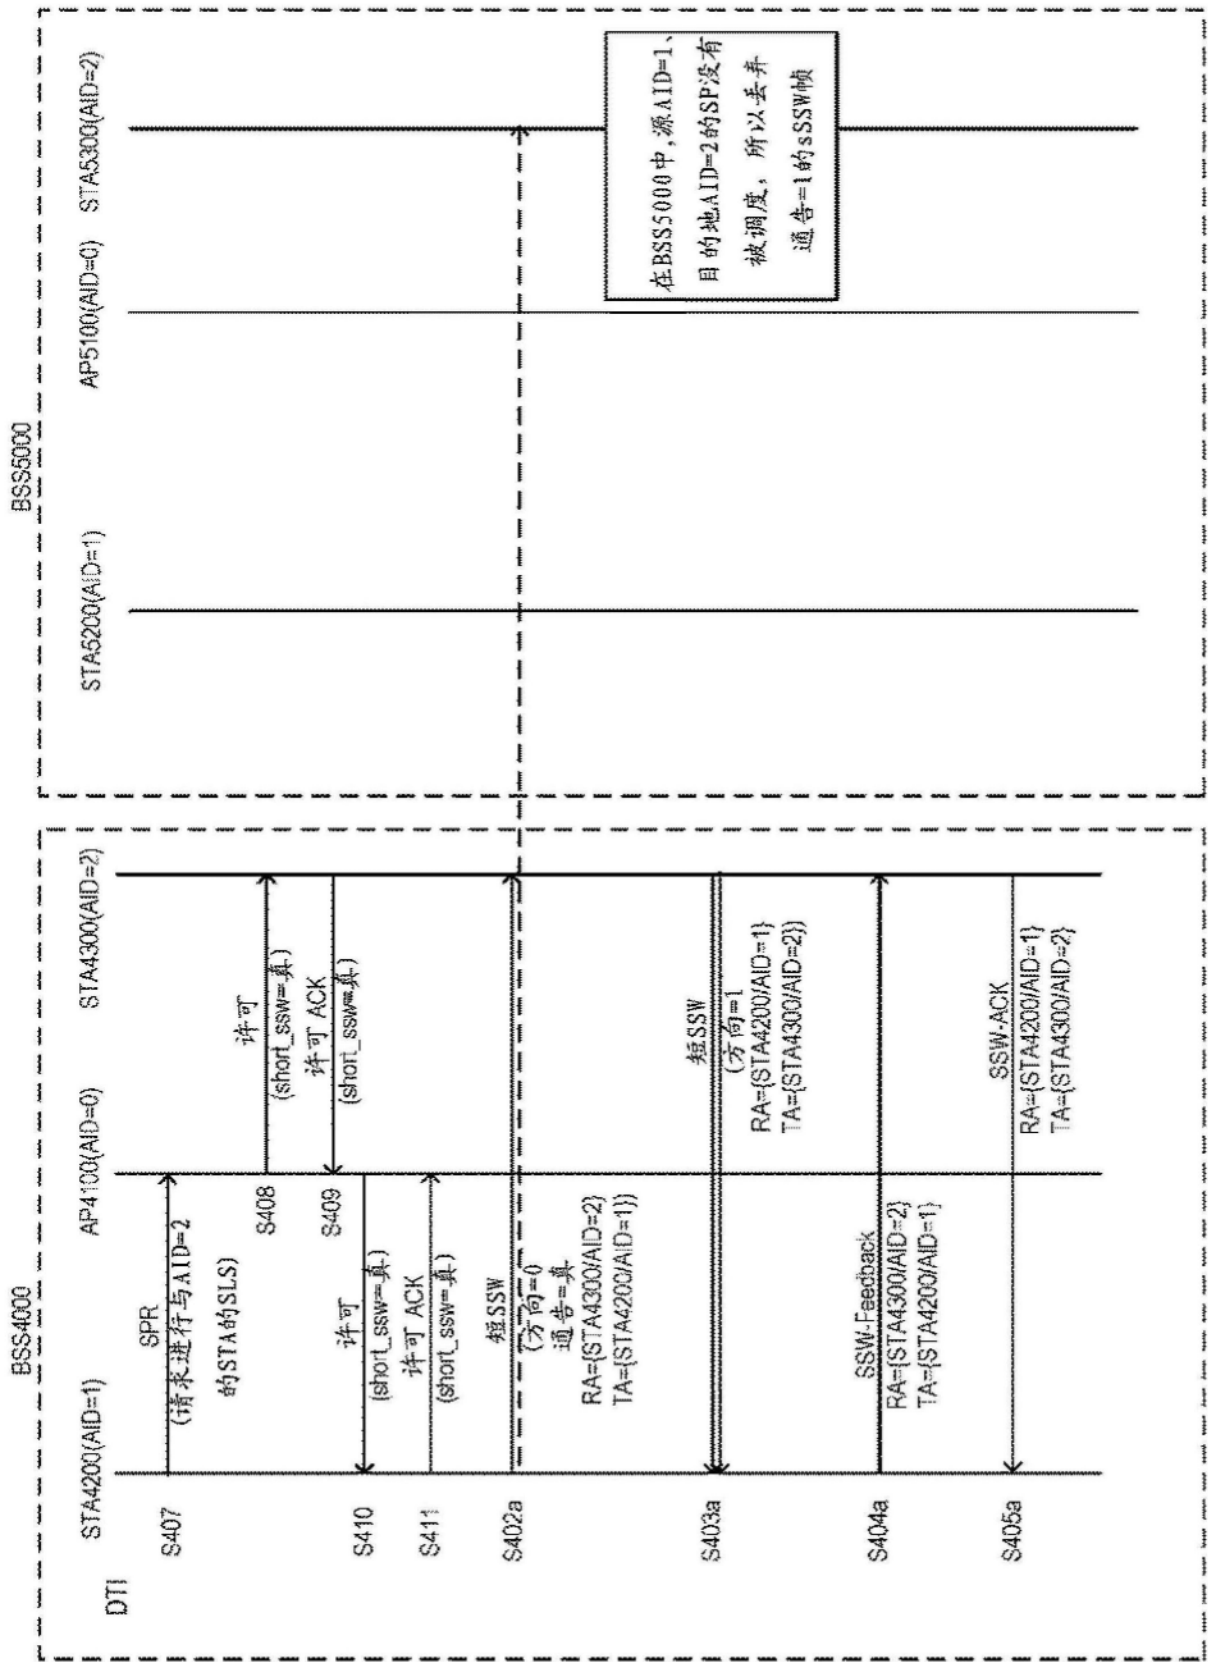 BSS4000
BSS5000
STA4200(AID=1)
AP4100(AID=0)
STA4300(AID=2)
STA5200(AID=1)
AP5100(AID=0)
STA5300(AID=2)
DTI
S407
SPR
(请求进行与AID=2
的STA的SLS)
S408
许可
(short_ssw=真)
S409
许可 ACK
(short_ssw=真)
S410
许可
(short_ssw=真)
S411
许可 ACK
(short_ssw=真)
S402a
短SSW
(方向=0
通告=真
RA={STA4300/AID=2}
TA={STA4200/AID=1})
在BSS5000中,源AID=1、
目的地AID=2的SP没有
被调度，所以丢弃
通告=1的sSSW帧
S403a
短SSW
(方向=1
RA={STA4200/AID=1}
TA={STA4300/AID=2})
S404a
SSW-Feedback
RA={STA4300/AID=2}
TA={STA4200/AID=1}
S405a
SSW-ACK
RA={STA4200/AID=1}
TA={STA4300/AID=2}